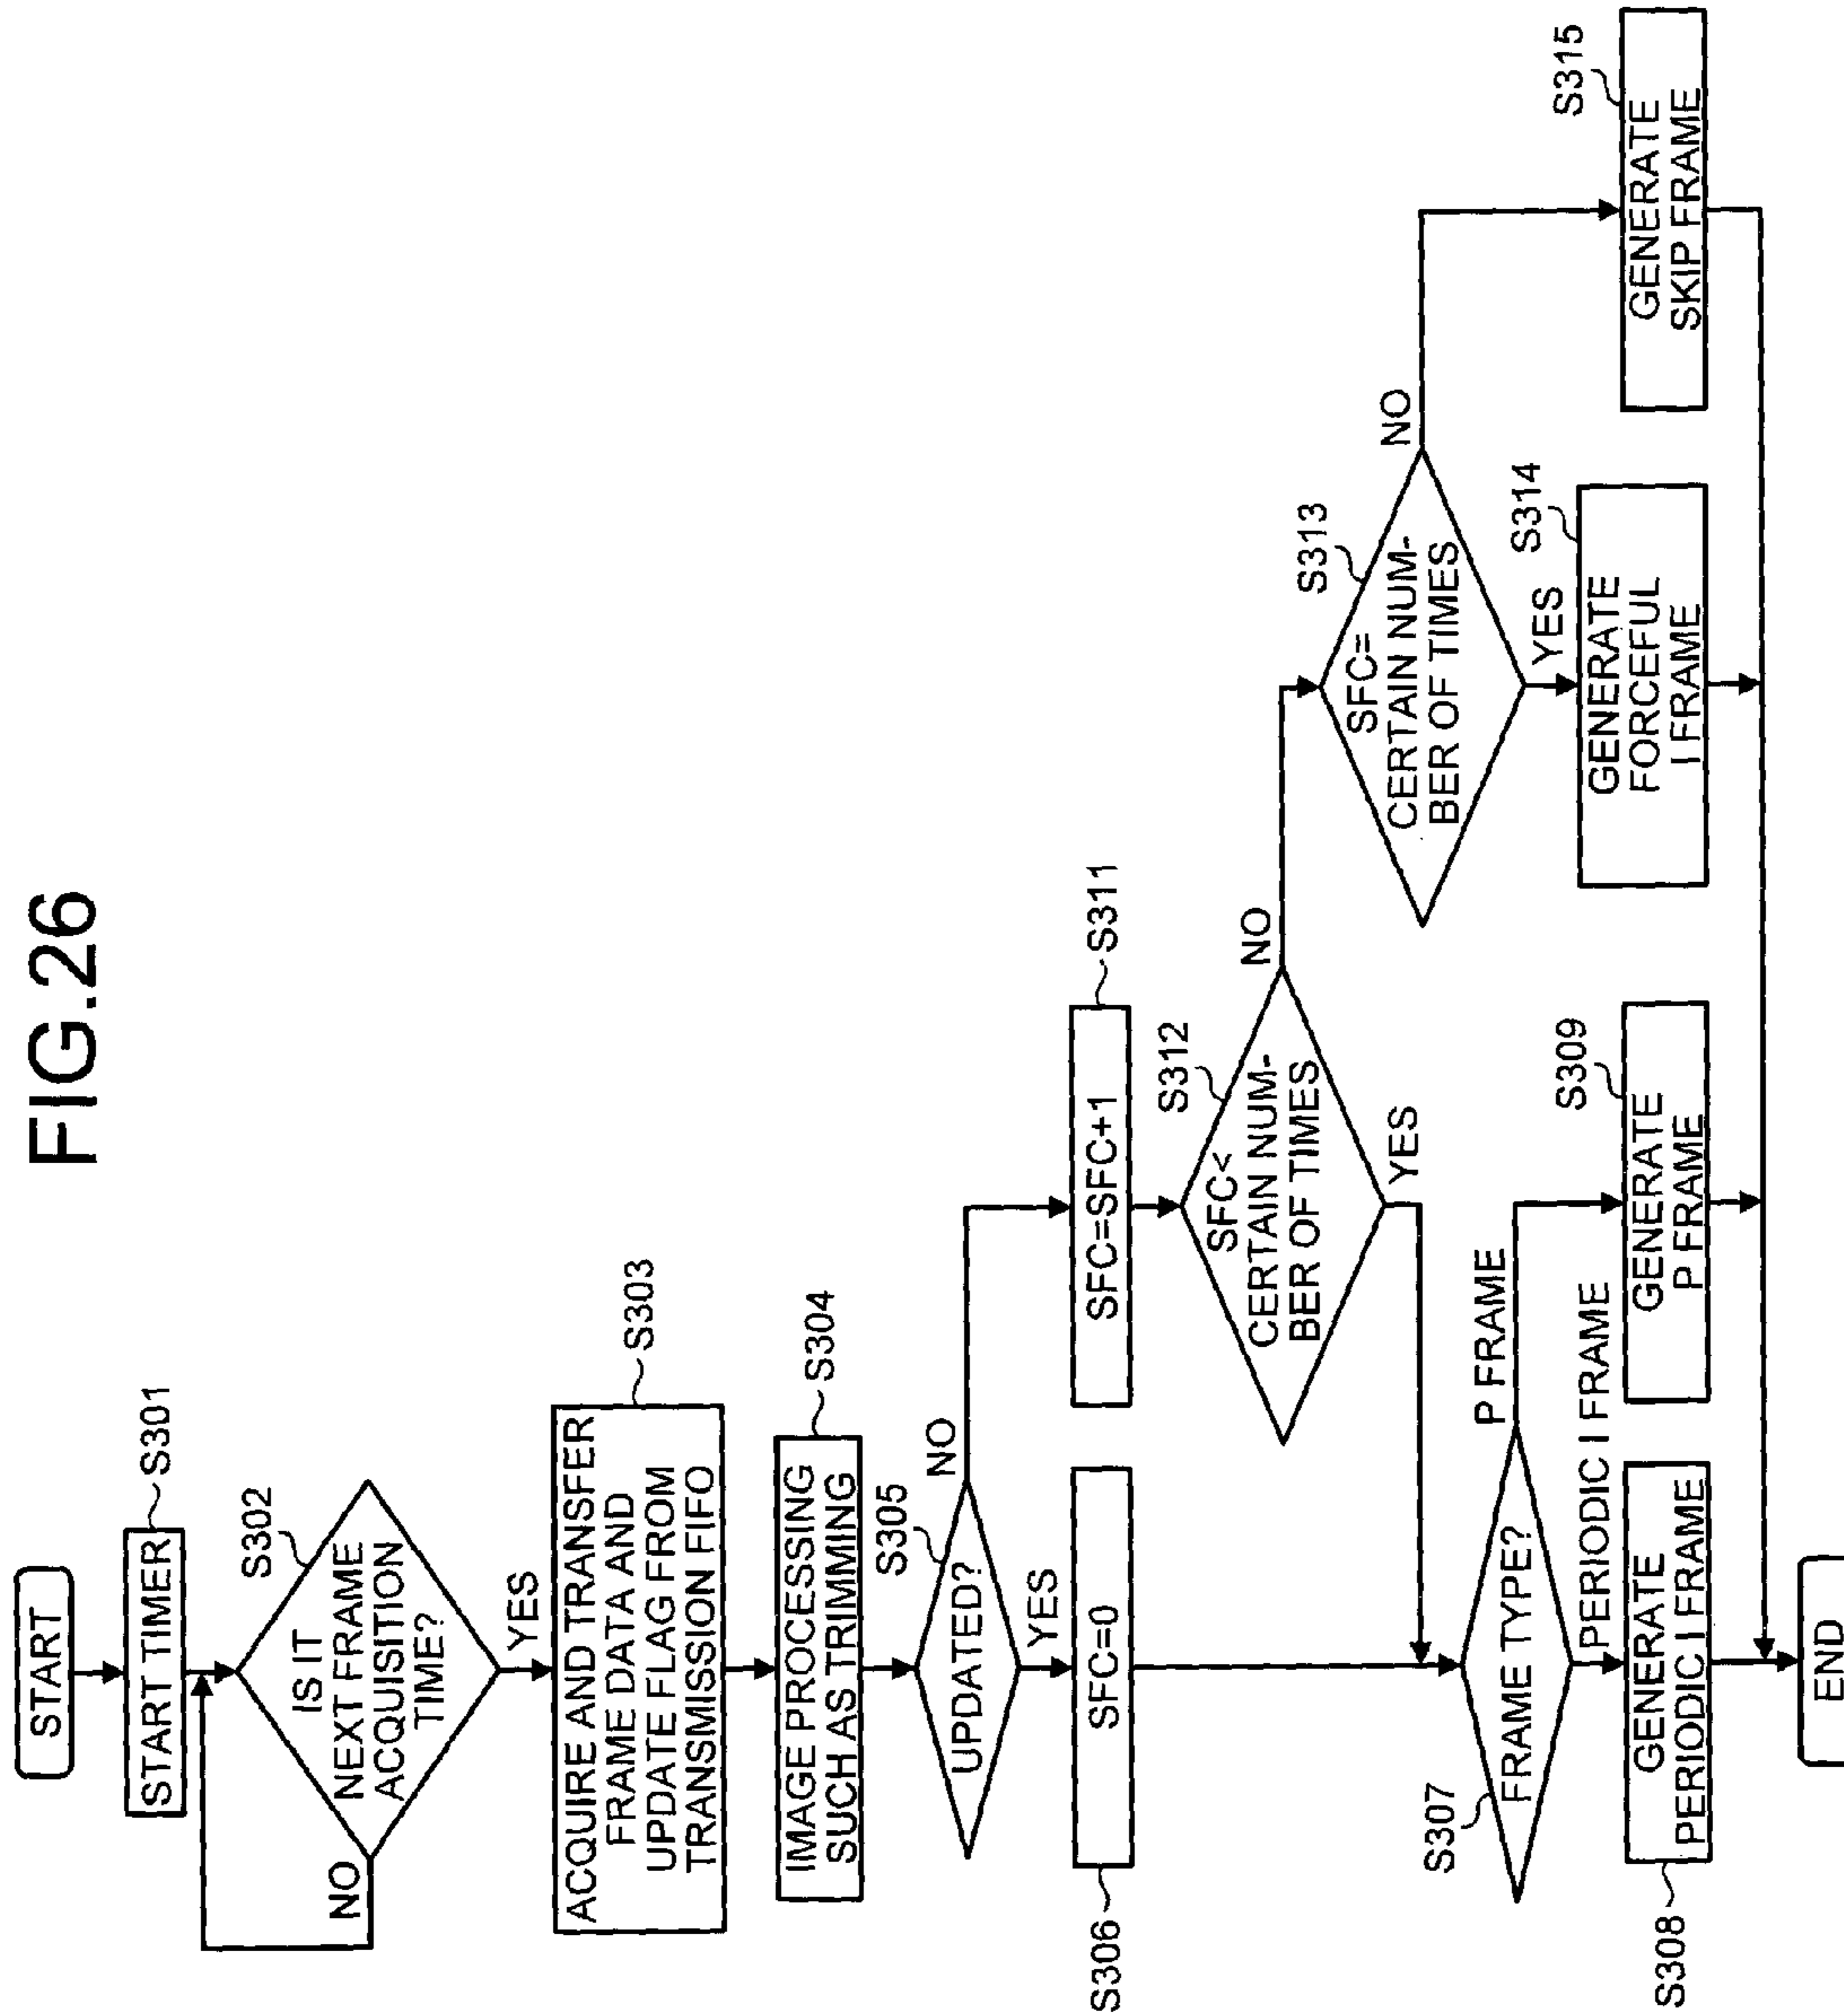 FIG.26
START
START TIMER
S301
IS IT
NEXT FRAME
ACQUISITION
TIME?
S302
NO
YES
ACQUIRE AND TRANSFER
FRAME DATA AND
UPDATE FLAG FROM
TRANSMISSION FIFO
S303
IMAGE PROCESSING
SUCH AS TRIMMING
S304
UPDATED?
S305
NO
YES
SFC=0
S306
SFC=SFC+1
S311
SFC<
CERTAIN NUM-
BER OF TIMES
S312
NO
YES
SFC=
CERTAIN NUM-
BER OF TIMES
S313
NO
YES
FRAME TYPE?
S307
P FRAME
PERIODIC I FRAME
GENERATE
PERIODIC I FRAME
S308
GENERATE
P FRAME
S309
GENERATE
FORCEFUL
I FRAME
S314
GENERATE
SKIP FRAME
S315
END